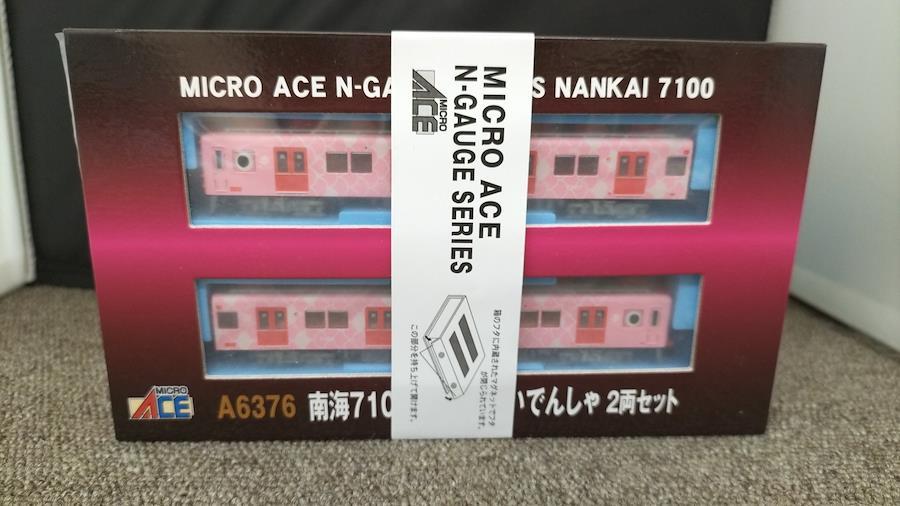 MICRO ACE N-GA
S NANKAI 7100
MICRO ACE
N-GAUGE SERIES
MICRO
ACE
箱のフタに内蔵されたマグネットでフタ
が閉じられています。
この部分を持ち上げて開けます。
MICRO
ACE
A6376 南海710
いでんしゃ 2両セット